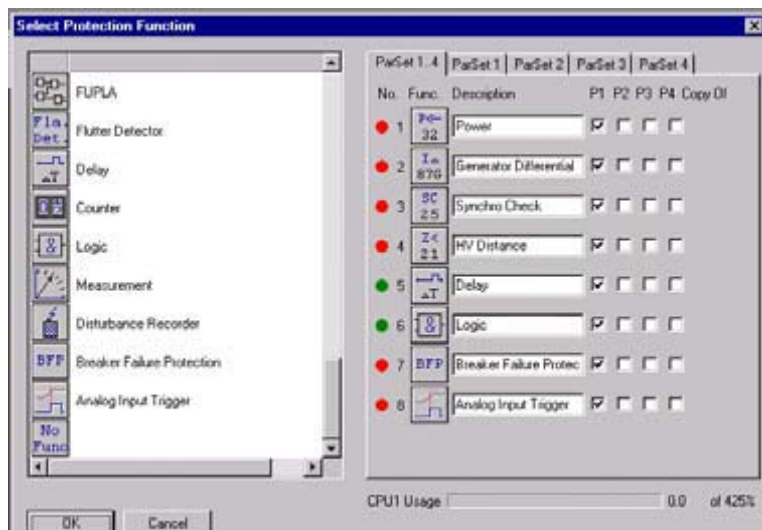 Select Protection Function
FUPLA
Fla. Det. Flutter Detector
ΔT Delay
Counter
& Logic
Measurement
Disturbance Recorder
BFP Breaker Failure Protection
Analog Input Trigger
No Func
OK Cancel
ParSet 1..4 ParSet 1 ParSet 2 ParSet 3 ParSet 4
No. Func. Description P1 P2 P3 P4 Copy Of
1 32 Power
2 87G Generator Differential
3 SC 25 Synchro Check
4 Z< 21 HV Distance
5 ΔT Delay
6 & Logic
7 BFP Breaker Failure Protec
8 Analog Input Trigger
CPU1 Usage 0.0 of 425%